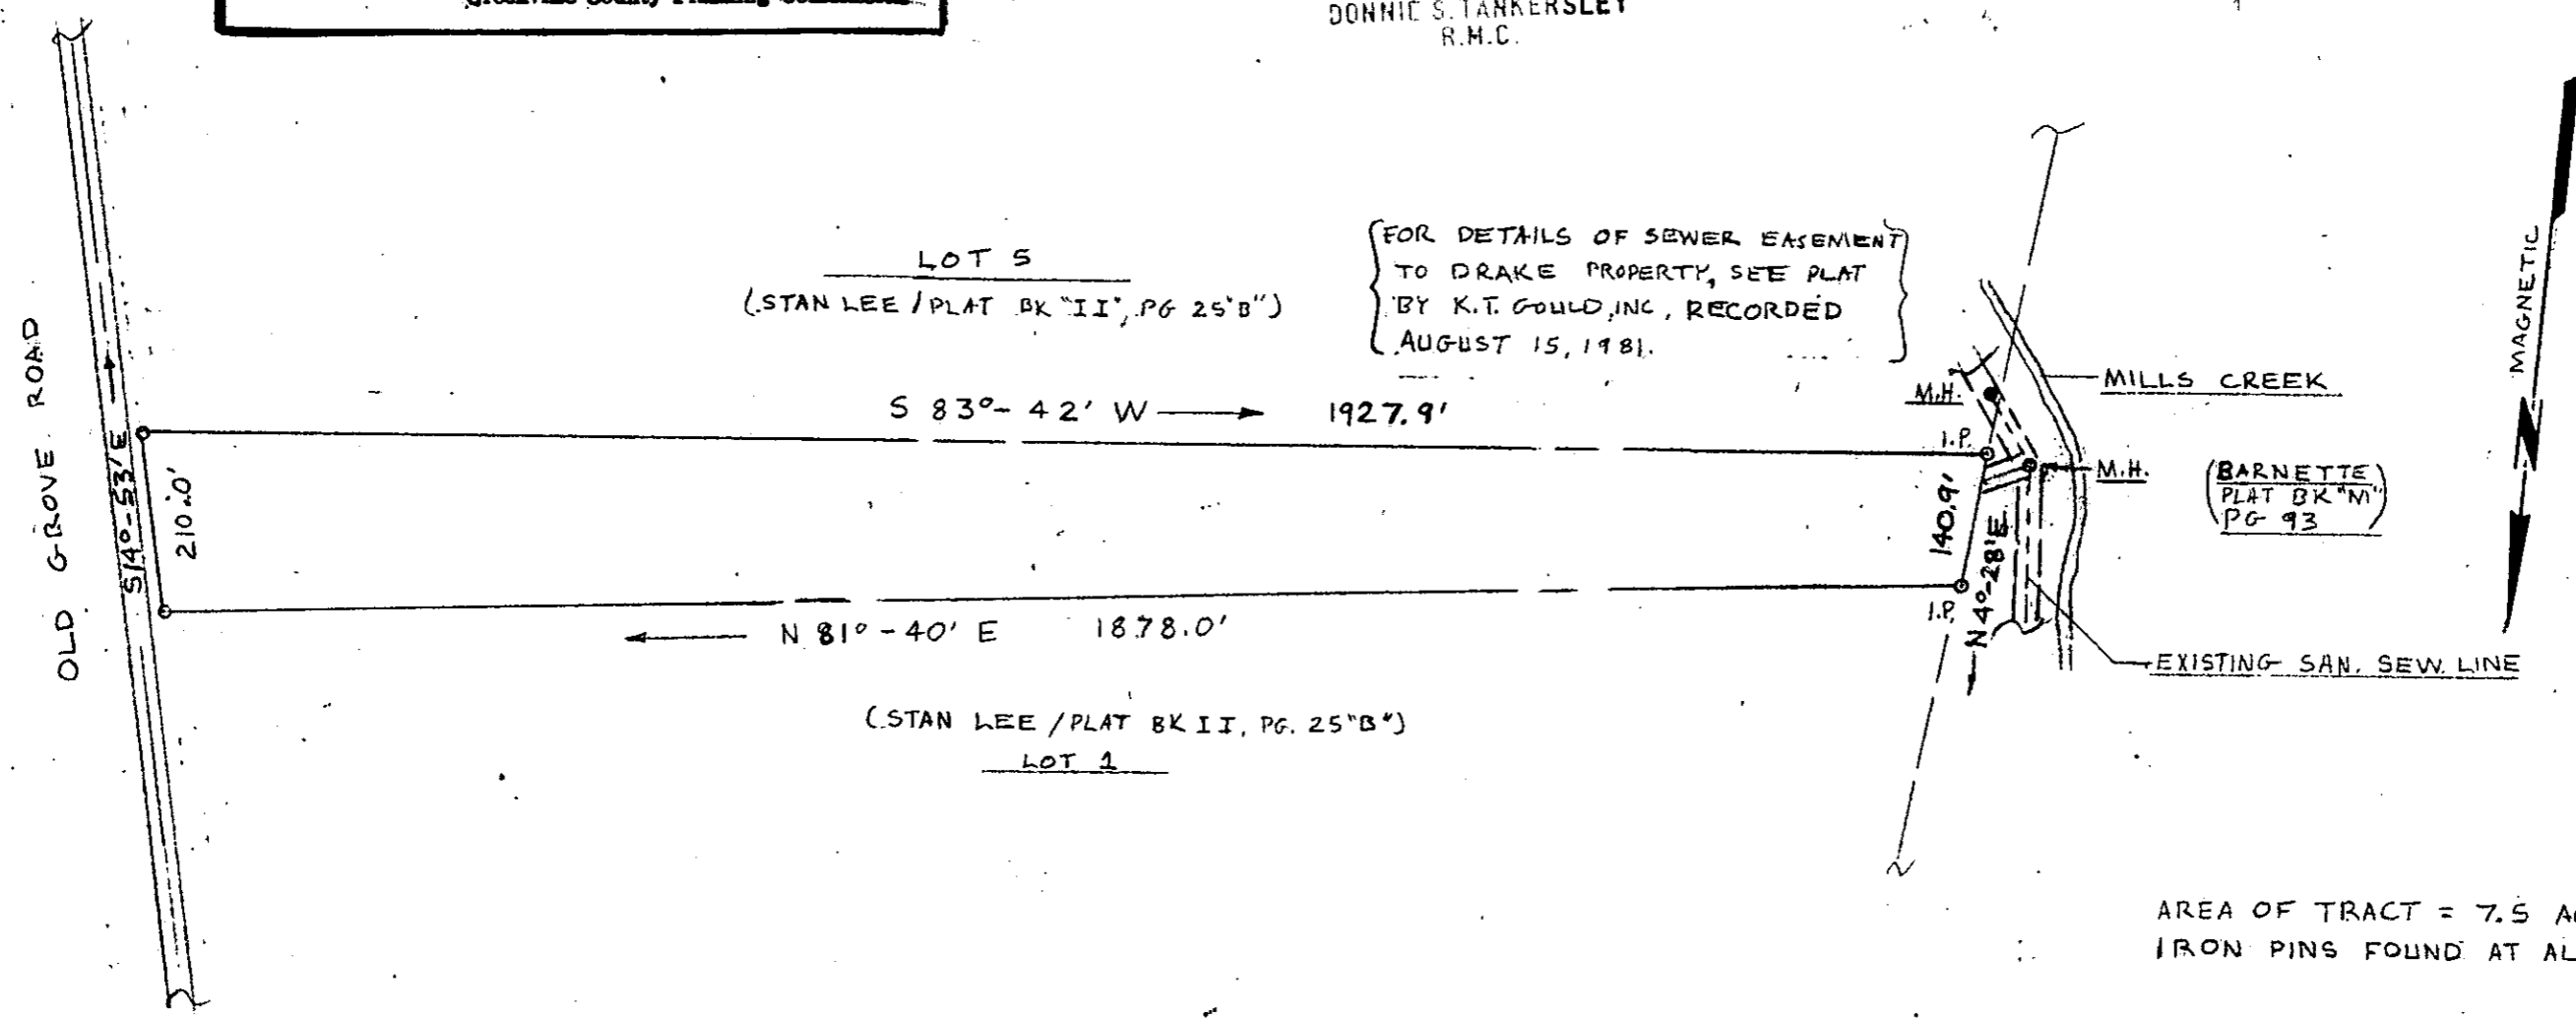 DONNIE S. TANKERSLEY
R.M.C.
LOT 5
(STAN LEE / PLAT BK "II", PG 25"B")
FOR DETAILS OF SEWER EASEMENT
TO DRAKE PROPERTY, SEE PLAT
BY K.T. GOULD, INC, RECORDED
AUGUST 15, 1981.
MAGNETIC
OLD GROVE ROAD
MILLS CREEK
M.H.
S 83°- 42' W 1927.9'
I.P.
M.H.
(BARNETTE
PLAT BK "M"
PG 93)
S14°-53'E
210.0'
140.9'
N 4°-28'E
I.P.
N 81°-40' E 1878.0'
EXISTING SAN. SEW. LINE
(STAN LEE / PLAT BK II, PG. 25"B")
LOT 1
AREA OF TRACT = 7.5
IRON PINS FOUND AT